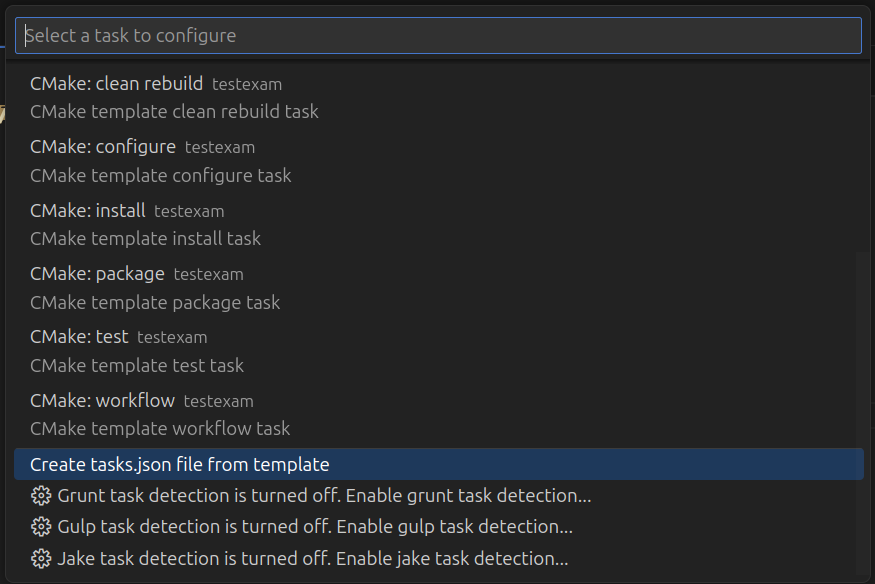 Select a task to configure
CMake: clean rebuild testexam
CMake template clean rebuild task
CMake: configure testexam
CMake template configure task
CMake: install testexam
CMake template install task
CMake: package testexam
CMake template package task
CMake: test testexam
CMake template test task
CMake: workflow testexam
CMake template workflow task
Create tasks.json file from template
Grunt task detection is turned off. Enable grunt task detection...
Gulp task detection is turned off. Enable gulp task detection...
Jake task detection is turned off. Enable jake task detection...